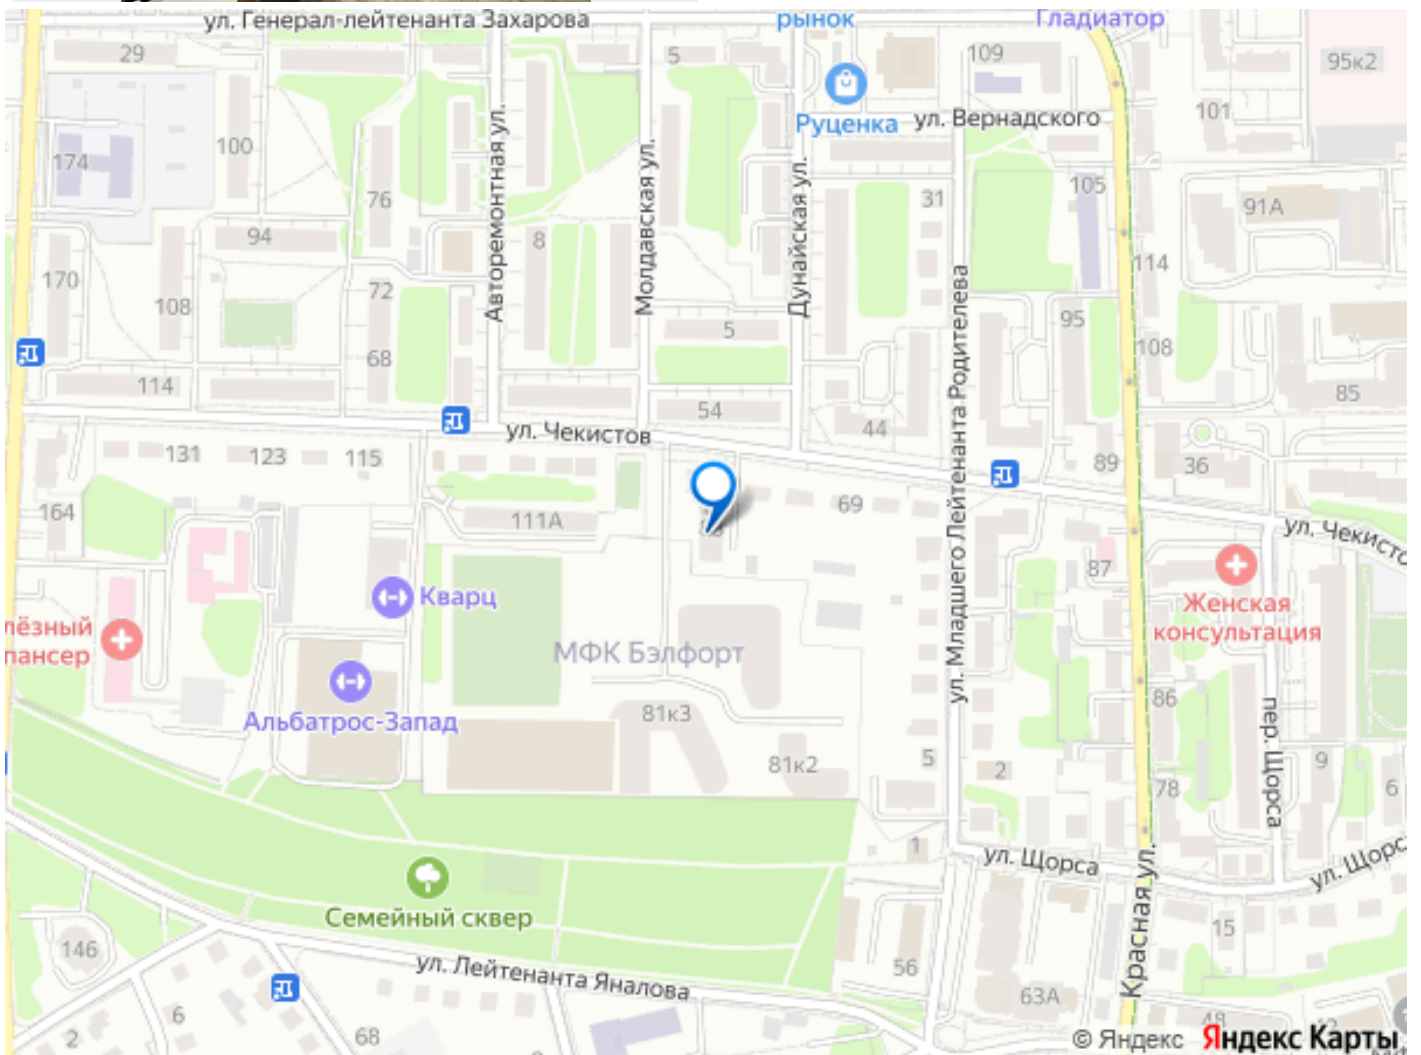 ул. Генерал-лейтенанта Захарова
рынок
Гладиатор
29
5
109
95к2
Руценка
ул. Вернадского
101
174
100
76
Авторемонтная ул.
Молдавская ул.
Дунайская ул.
31
105
91А
94
8
114
170
108
72
5
ул. Младшего Лейтенанта Родителева
95
108
68
114
54
44
85
ул. Чекистов
131
123
115
89
36
164
111А
69
ул. Чекисто
87
Кварц
Женская
консультация
лёзный
пансер
МФК Бэлфорт
Альбатрос-Запад
81к3
86
пер. Щорса
81к2
5
2
78
9
6
1
ул. Щорса
ул. Щорс
Семейный сквер
Красная ул.
15
146
ул. Лейтенанта Яналова
56
63А
6
2
68
48
42
© Яндекс Яндекс Карты